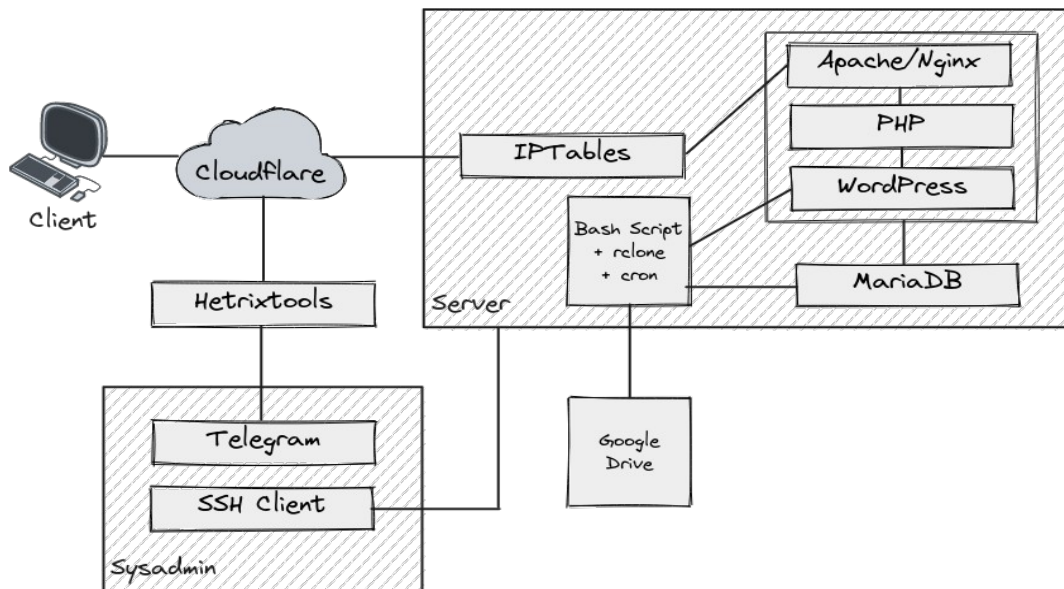 Apache/Nginx
PHP
IPTables
Cloudflare
WordPress
Client
Bash Script
+ rclone
+ cron
MariaDB
Hetrixtools
Server
Telegram
Google
Drive
SSH Client
Sysadmin